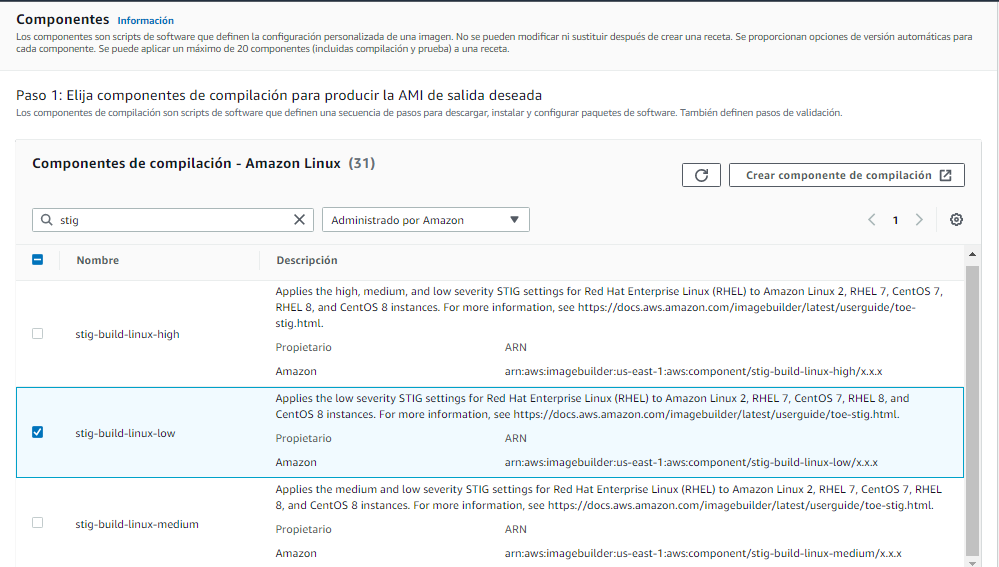 Componentes Información
Los componentes son scripts de software que definen la configuración personalizada de una imagen. No se pueden modificar ni sustituir después de crear una receta. Se proporcionan opciones de versión automáticas para
cada componente. Se puede aplicar un máximo de 20 componentes (incluidas compilación y prueba) a una receta.
Paso 1: Elija componentes de compilación para producir la AMI de salida deseada
Los componentes de compilación son scripts de software que definen una secuencia de pasos para descargar, instalar y configurar paquetes de software. También definen pasos de validación.
Componentes de compilación - Amazon Linux (31)
Crear componente de compilación
stig
Administrado por Amazon
1
Nombre
Descripción
Applies the high, medium, and low severity STIG settings for Red Hat Enterprise Linux (RHEL) to Amazon Linux 2, RHEL 7, CentOS 7,
RHEL 8, and CentOS 8 instances. For more information, see https://docs.aws.amazon.com/imagebuilder/latest/userguide/toe-
stig.html.
stig-build-linux-high
Propietario
ARN
Amazon
arn:aws:imagebuilder:us-east-1:aws:component/stig-build-linux-high/x.x.x
Applies the low severity STIG settings for Red Hat Enterprise Linux (RHEL) to Amazon Linux 2, RHEL 7, CentOS 7, RHEL 8, and
CentOS 8 instances. For more information, see https://docs.aws.amazon.com/imagebuilder/latest/userguide/toe-stig.html.
stig-build-linux-low
Propietario
ARN
Amazon
arn:aws:imagebuilder:us-east-1:aws:component/stig-build-linux-low/x.x.x
Applies the medium and low severity STIG settings for Red Hat Enterprise Linux (RHEL) to Amazon Linux 2, RHEL 7, CentOS 7, RHEL
8, and CentOS 8 instances. For more information, see https://docs.aws.amazon.com/imagebuilder/latest/userguide/toe-stig.html.
stig-build-linux-medium
Propietario
ARN
Amazon
arn:aws:imagebuilder:us-east-1:aws:component/stig-build-linux-medium/x.x.x